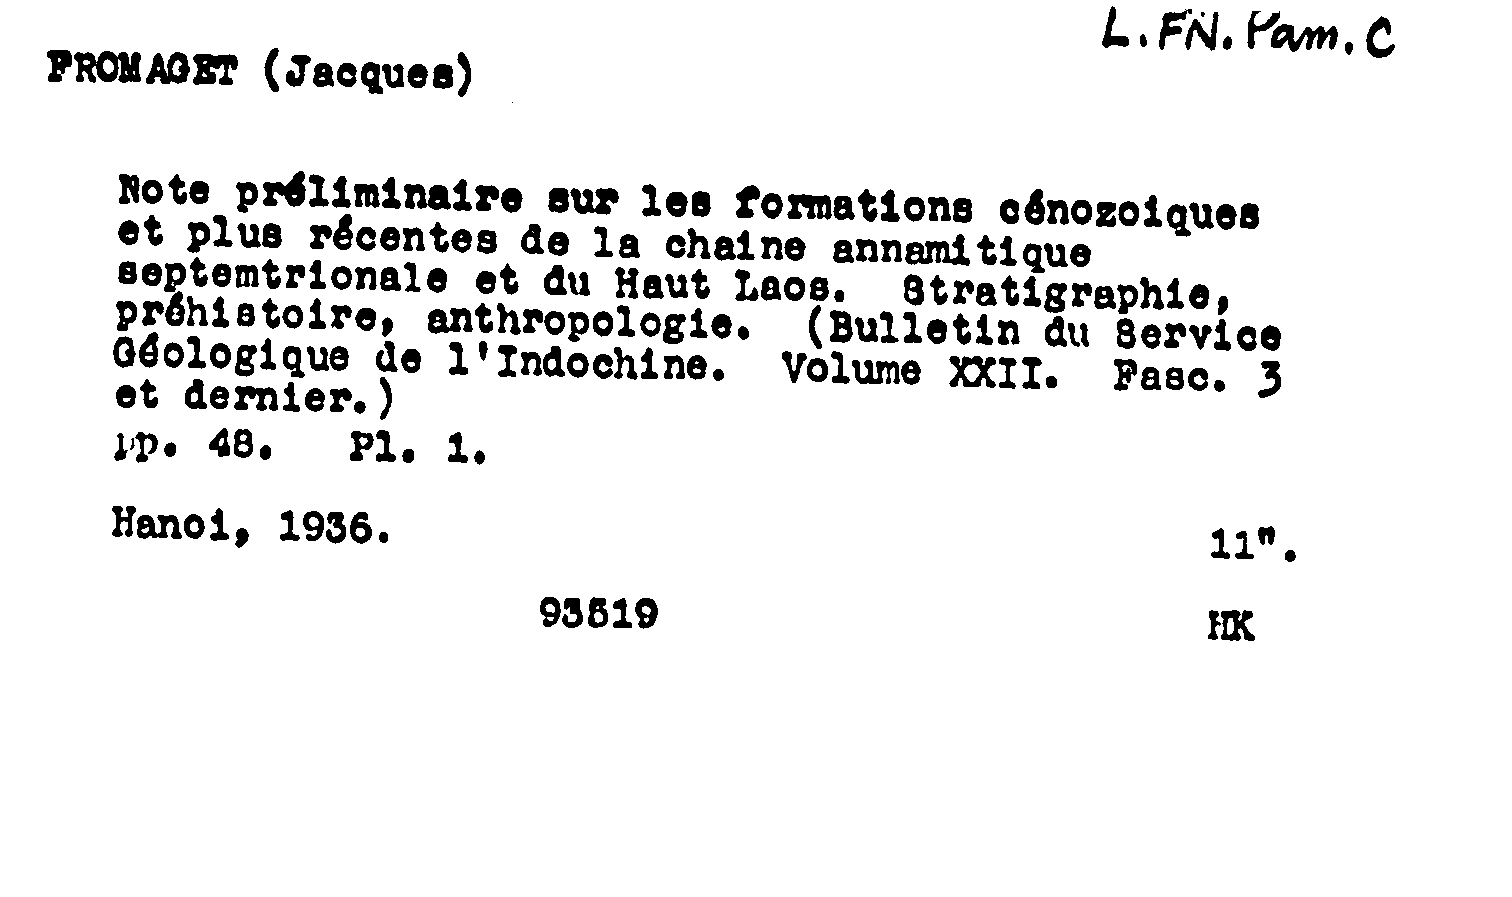 L.FN.Pam.C
FROMAGET (Jacques)
Note préliminaire sur les formations cénozoiques
et plus récentes de la chaine annamitique
septemtrionale et du Haut Laos. Stratigraphie,
préhistoire, anthropologie. (Bulletin du Service
Géologique de l'Indochine. Volume XXII. Fasc. 3
et dernier.)
pp. 48. Pl. 1.
Hanoi, 1936.
11".
HK